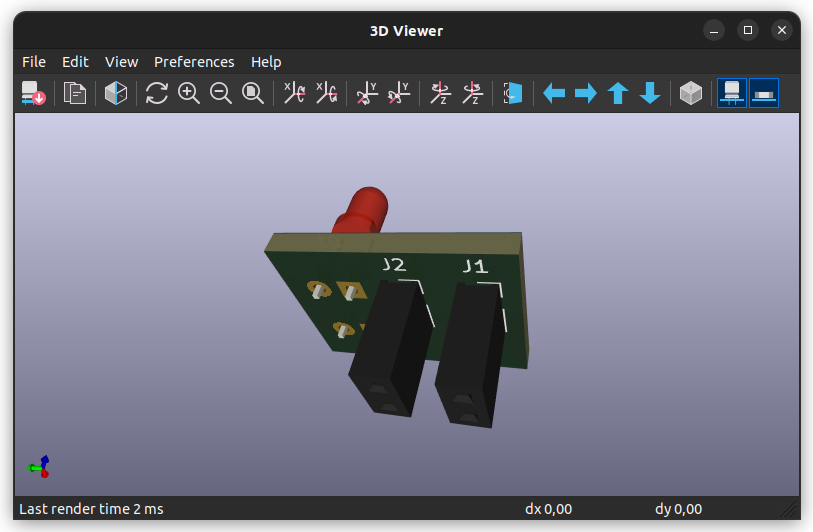 3D Viewer
File Edit View Preferences Help
X X Y Y Z Z
J2 J1
Last render time 2 ms dx 0,00 dy 0,00